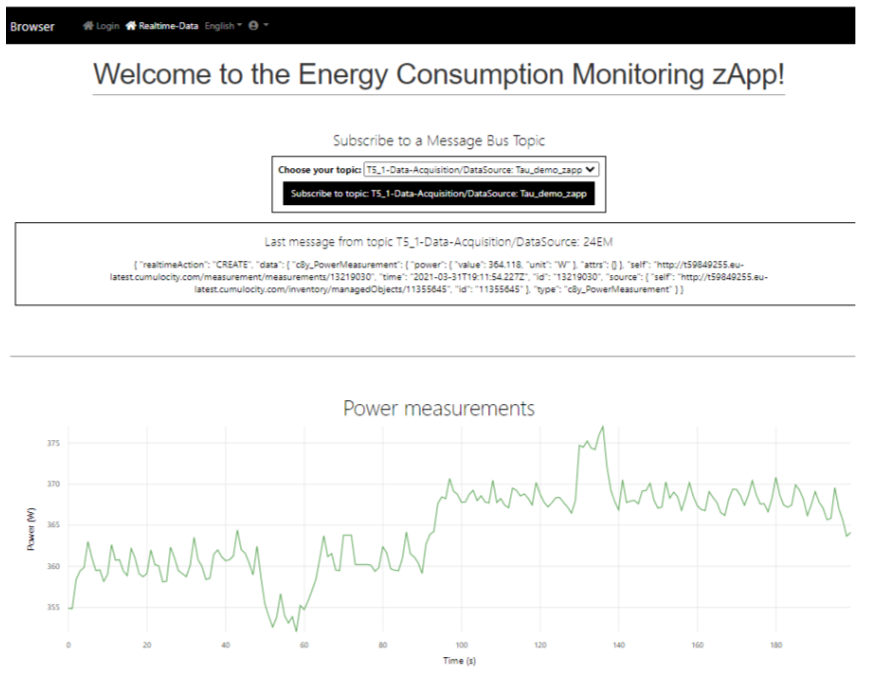 Browser Login Realtime-Data English
Welcome to the Energy Consumption Monitoring zApp!
Subscribe to a Message Bus Topic
Choose your topic: T5_1-Data-Acquisition/DataSource: Tau_demo_zapp
Subscribe to topic: T5_1-Data-Acquisition/DataSource: Tau_demo_zapp
Last message from topic T5_1-Data-Acquisition/DataSource: 24EM
{ "realtimeAction": "CREATE", "data": { "c8y_PowerMeasurement": { "power": { "value": 364.118, "unit": "W" }, "attrs": {} }, "self": "http://t59849255.eu-
latest.cumulocity.com/measurement/measurements/13219030", "time": "2021-03-31T19:11:54.227Z", "id": "13219030", "source": { "self": "http://t59849255.eu-
latest.cumulocity.com/inventory/managedObjects/11355645", "id": "11355645" }, "type": "c8y_PowerMeasurement" } }
Power measurements
375
370
365
360
355
Power (W)
0 20 40 60 80 100 120 140 160 180
Time (s)